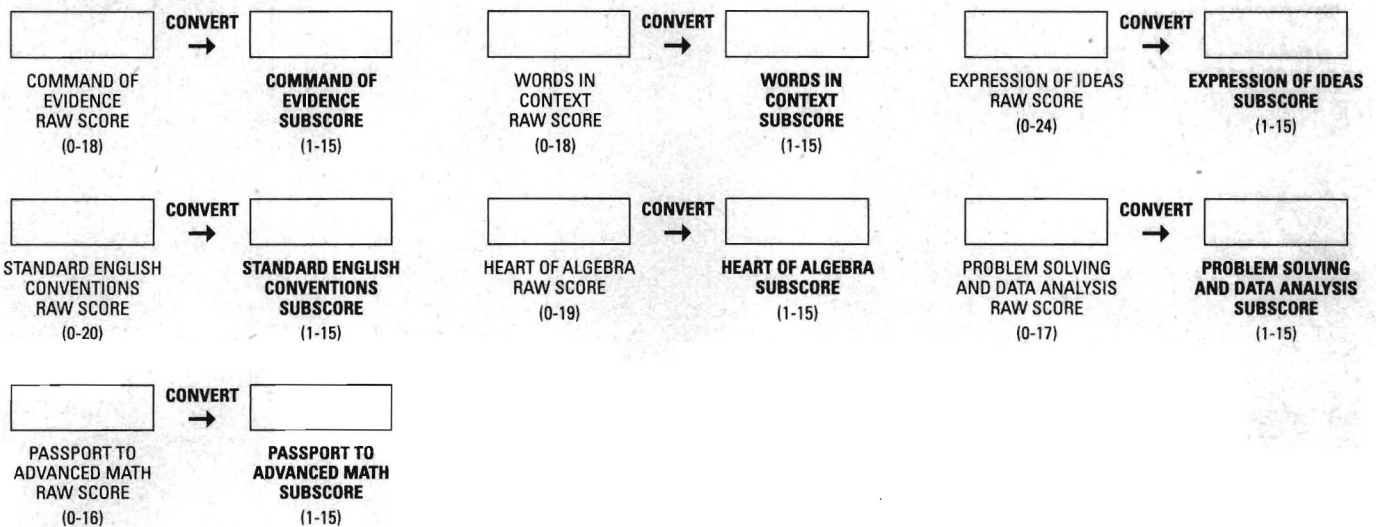 CONVERT
→
COMMAND OF
EVIDENCE
RAW SCORE
(0-18)
COMMAND OF
EVIDENCE
SUBSCORE
(1-15)
CONVERT
→
WORDS IN
CONTEXT
RAW SCORE
(0-18)
WORDS IN
CONTEXT
SUBSCORE
(1-15)
CONVERT
→
EXPRESSION OF IDEAS
RAW SCORE
(0-24)
EXPRESSION OF IDEAS
SUBSCORE
(1-15)
CONVERT
→
STANDARD ENGLISH
CONVENTIONS
RAW SCORE
(0-20)
STANDARD ENGLISH
CONVENTIONS
SUBSCORE
(1-15)
CONVERT
→
HEART OF ALGEBRA
RAW SCORE
(0-19)
HEART OF ALGEBRA
SUBSCORE
(1-15)
CONVERT
→
PROBLEM SOLVING
AND DATA ANALYSIS
RAW SCORE
(0-17)
PROBLEM SOLVING
AND DATA ANALYSIS
SUBSCORE
(1-15)
CONVERT
→
PASSPORT TO
ADVANCED MATH
RAW SCORE
(0-16)
PASSPORT TO
ADVANCED MATH
SUBSCORE
(1-15)